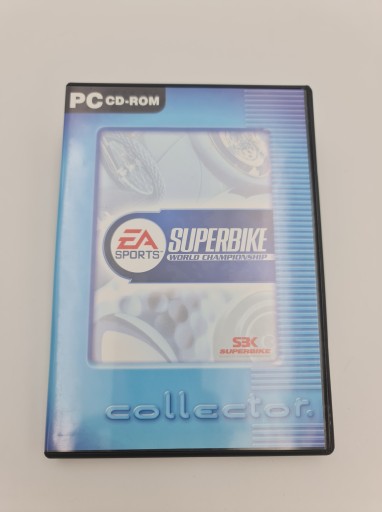 PC CD-ROM
EA
SPORTS
SUPERBIKE
WORLD CHAMPIONSHIP
SBK
SUPERBIKE
collector.